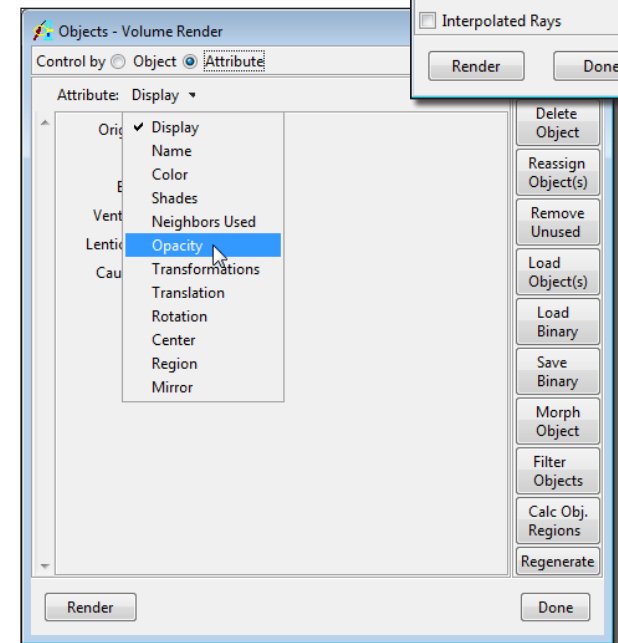 Interpolated Rays
Render
Done
Objects - Volume Render
Control by Object Attribute
Attribute: Display
Display
Name
Color
Shades
Neighbors Used
Opacity
Transformations
Translation
Rotation
Center
Region
Mirror
Delete
Object
Reassign
Object(s)
Remove
Unused
Load
Object(s)
Load
Binary
Save
Binary
Morph
Object
Filter
Objects
Calc Obj.
Regions
Regenerate
Render
Done